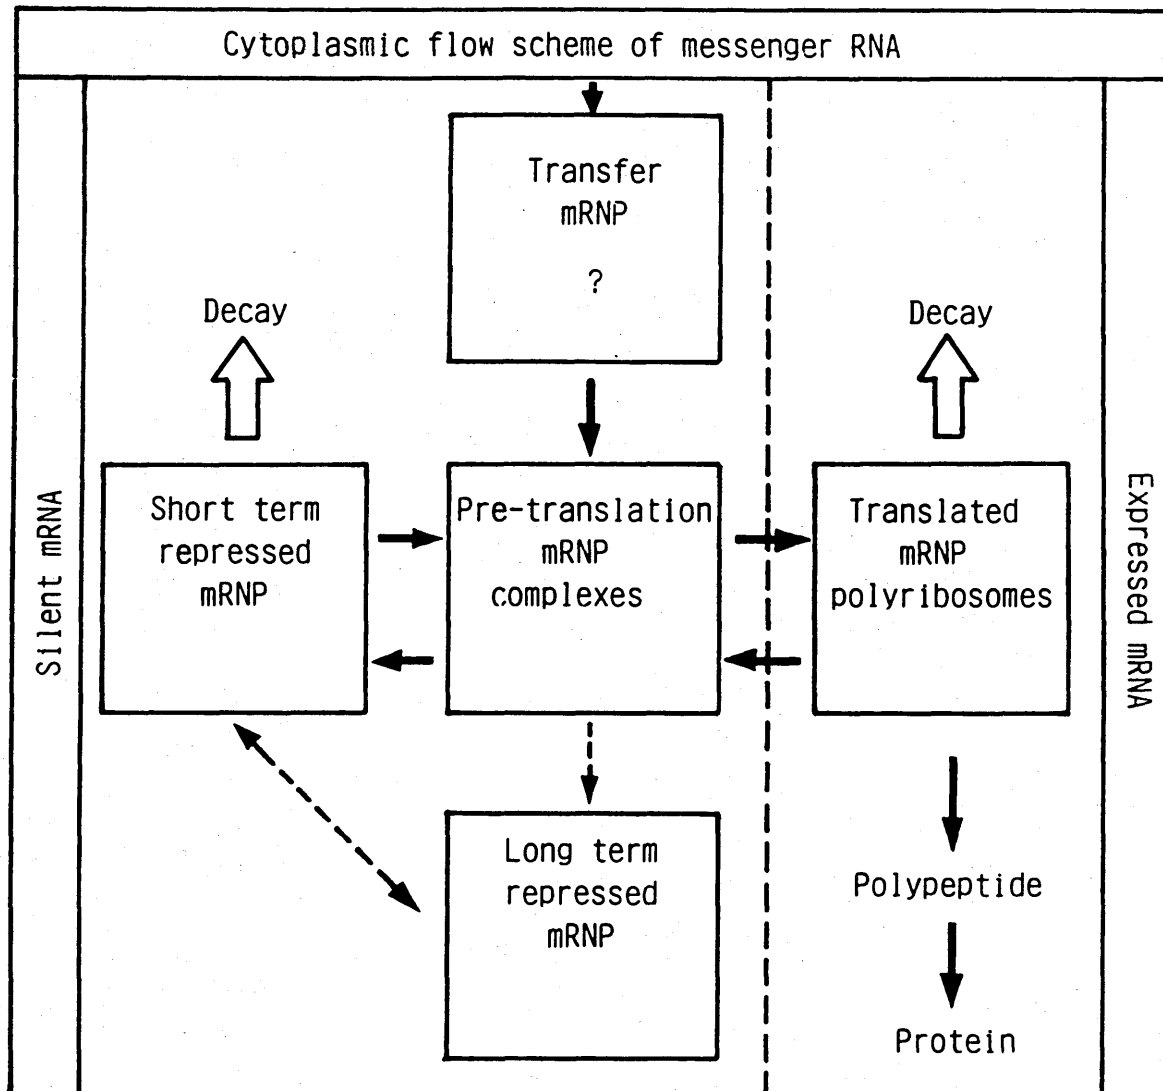 Cytoplasmic flow scheme of messenger RNA
Silent mRNA
Transfer
mRNP
?
Decay
Decay
Short term
repressed
mRNP
Pre-translation
mRNP
complexes
Translated
mRNP
polyribosomes
Expressed mRNA
Long term
repressed
mRNP
Polypeptide
Protein